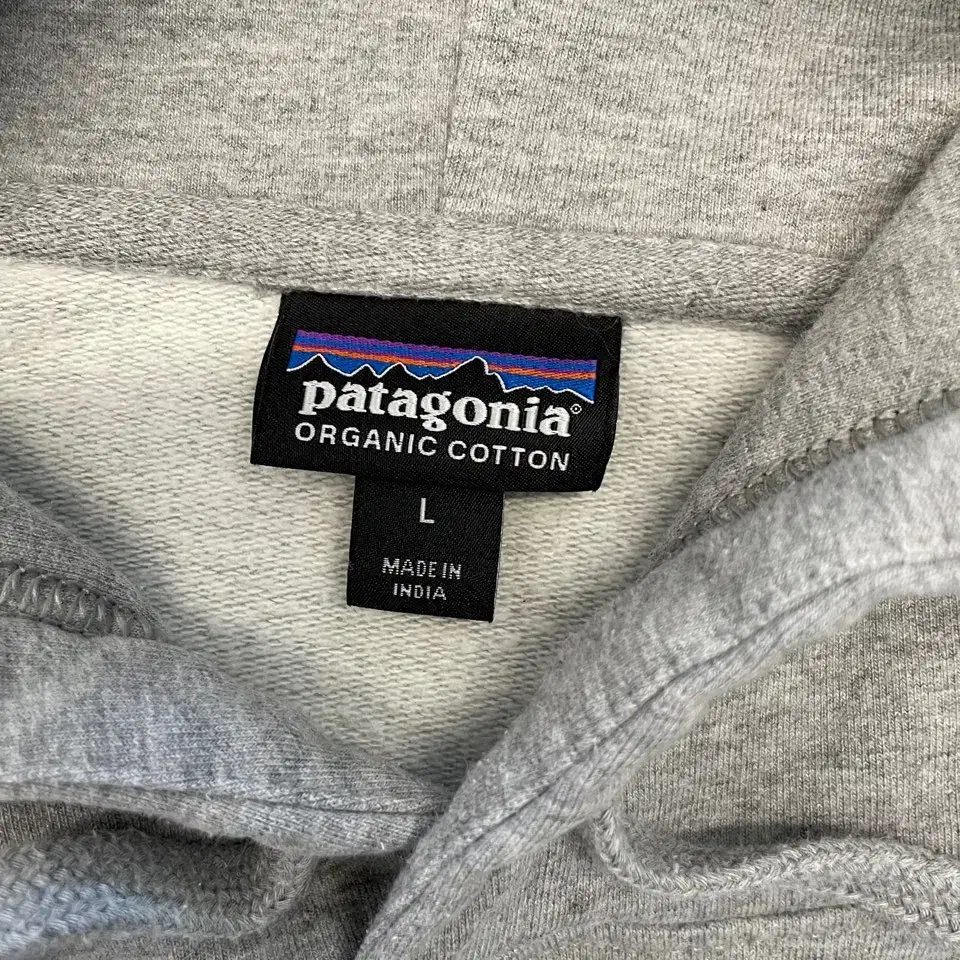 patagonia®
ORGANIC COTTON
L
MADE IN
INDIA